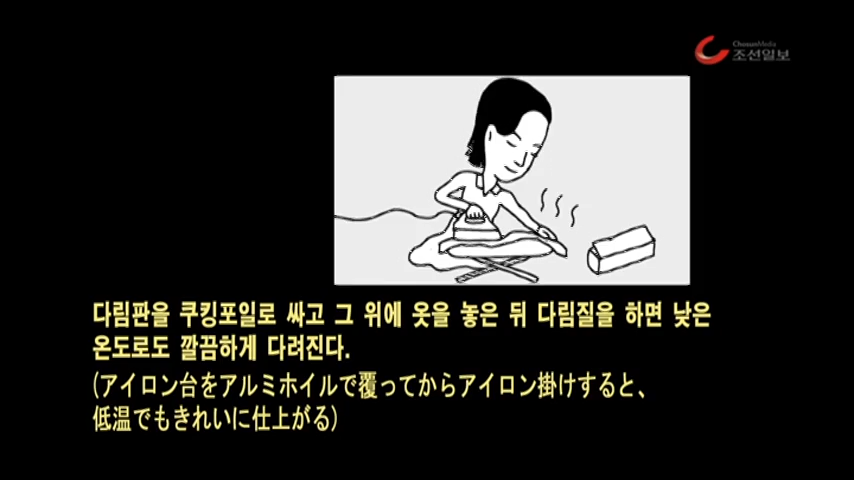 ChosunMedia
조선일보
다림판을 쿠킹포일로 싸고 그 위에 옷을 놓은 뒤 다림질을 하면 낮은
온도로도 깔끔하게 다려진다.
(アイロン台をアルミホイルで覆ってからアイロン掛けすると、
低温でもきれいに仕上がる)